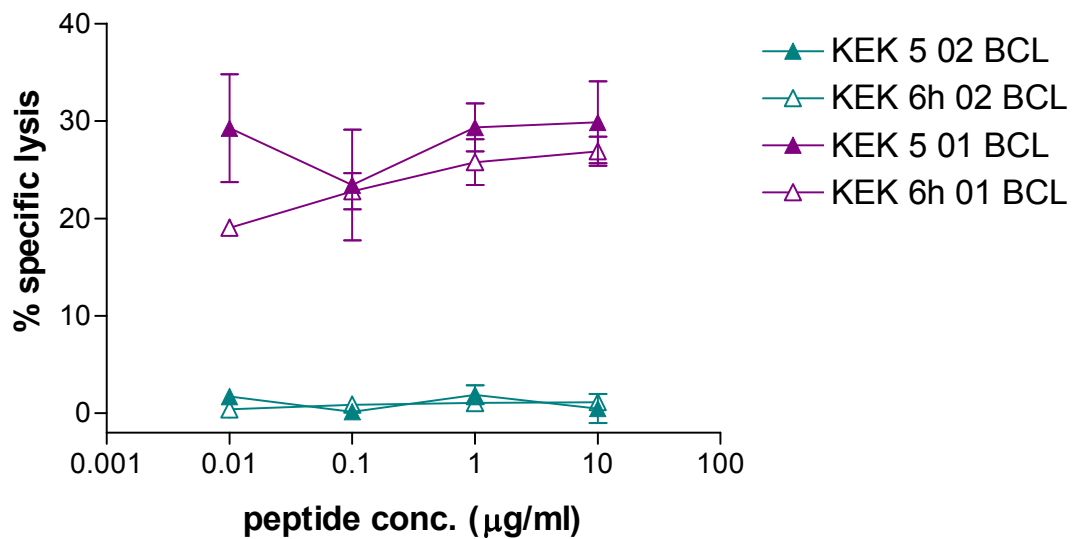 40
30
20
10
0
% specific lysis
0.001 0.01 0.1 1 10 100
peptide conc. (μg/ml)
KEK 5 02 BCL
KEK 6h 02 BCL
KEK 5 01 BCL
KEK 6h 01 BCL